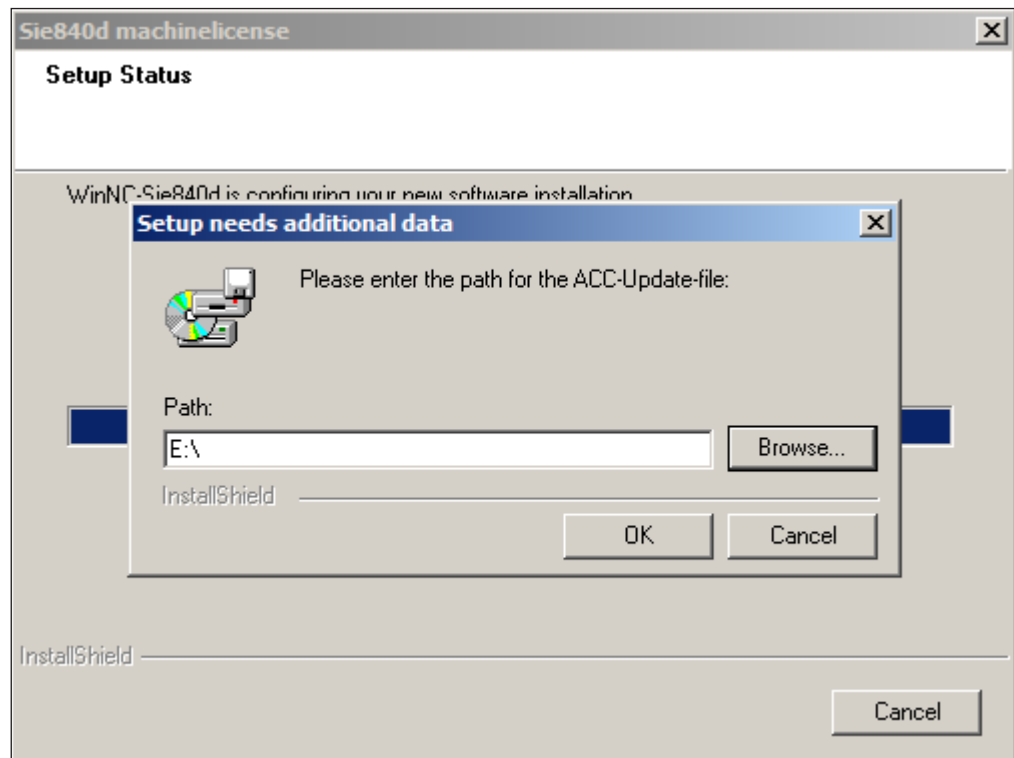 Sie840d machinelicense
Setup Status
WinNC-Sie840d is configuring your new software installation
Setup needs additional data
Please enter the path for the ACC-Update-file:
Path:
E:\
Browse...
InstallShield
OK Cancel
InstallShield
Cancel